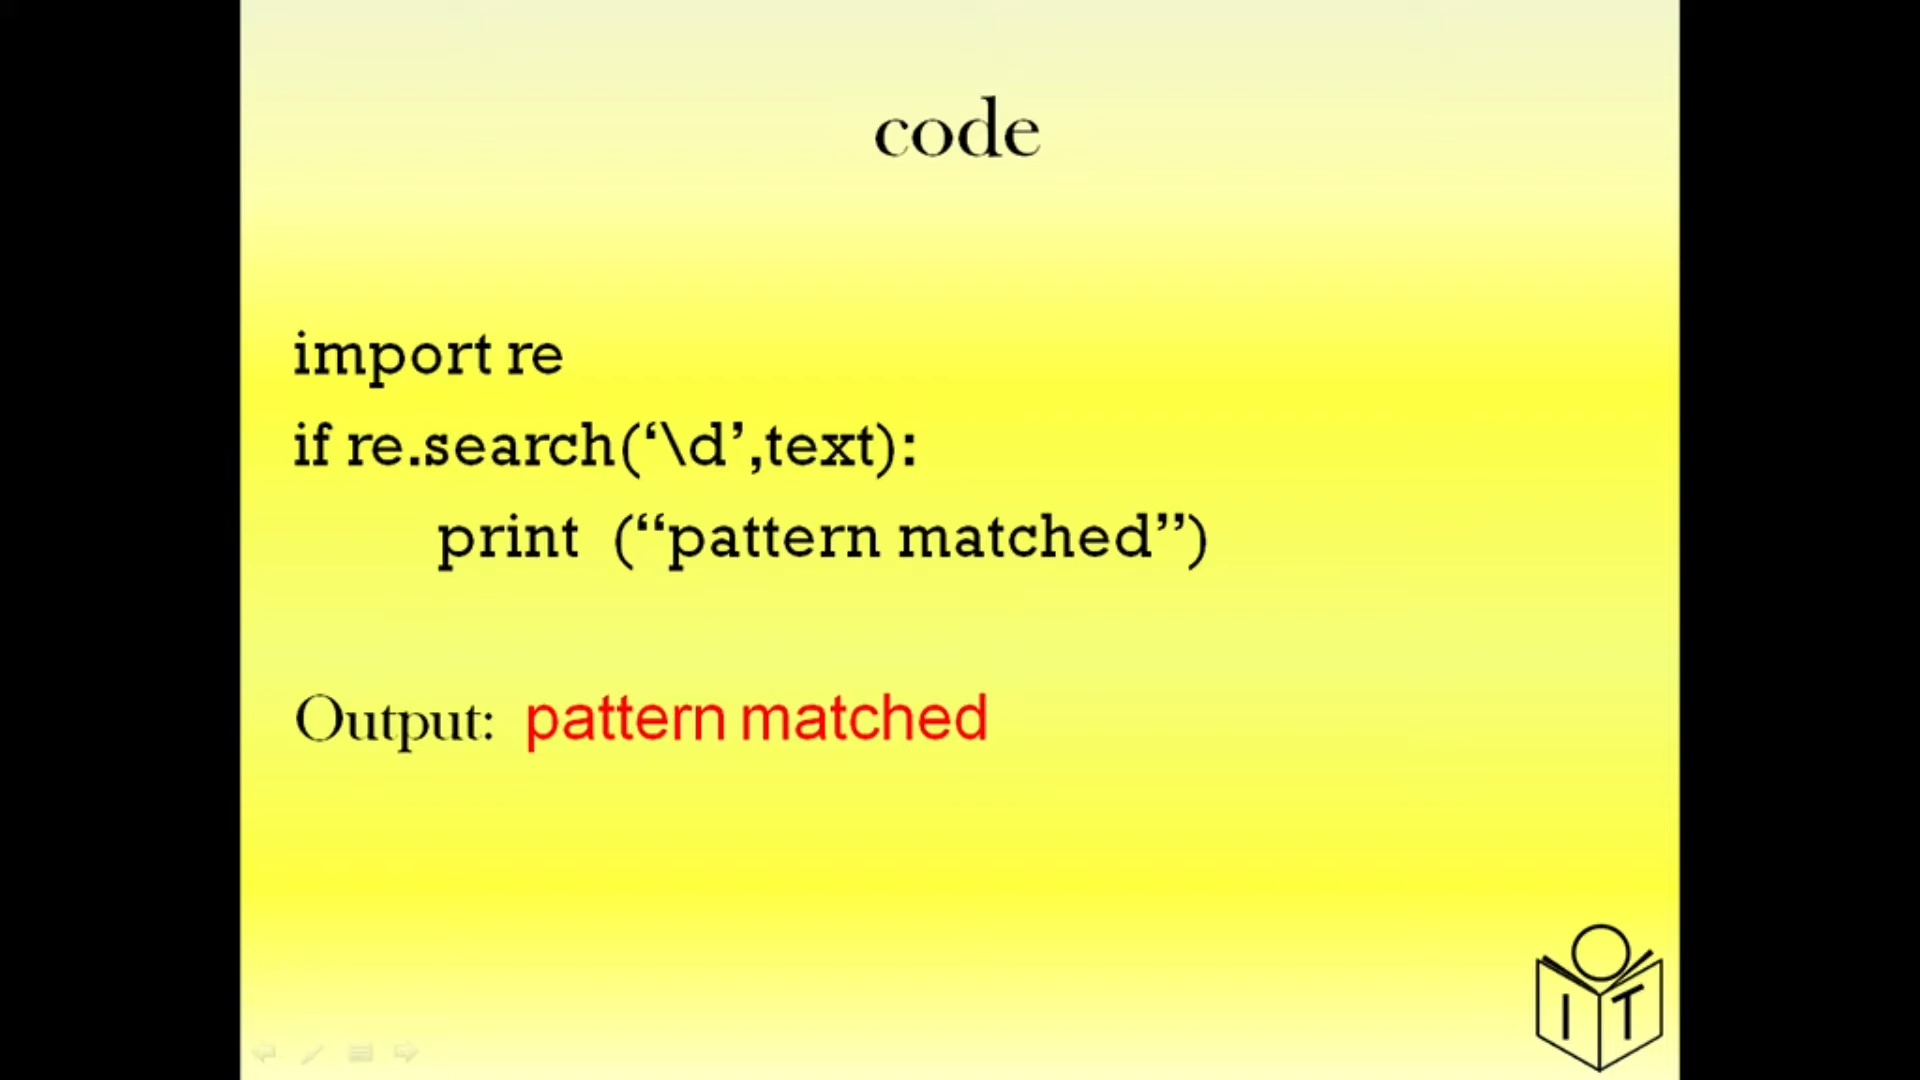 code
import re
if re.search(‘\d’,text):
print (“pattern matched”)
Output: pattern matched
I T